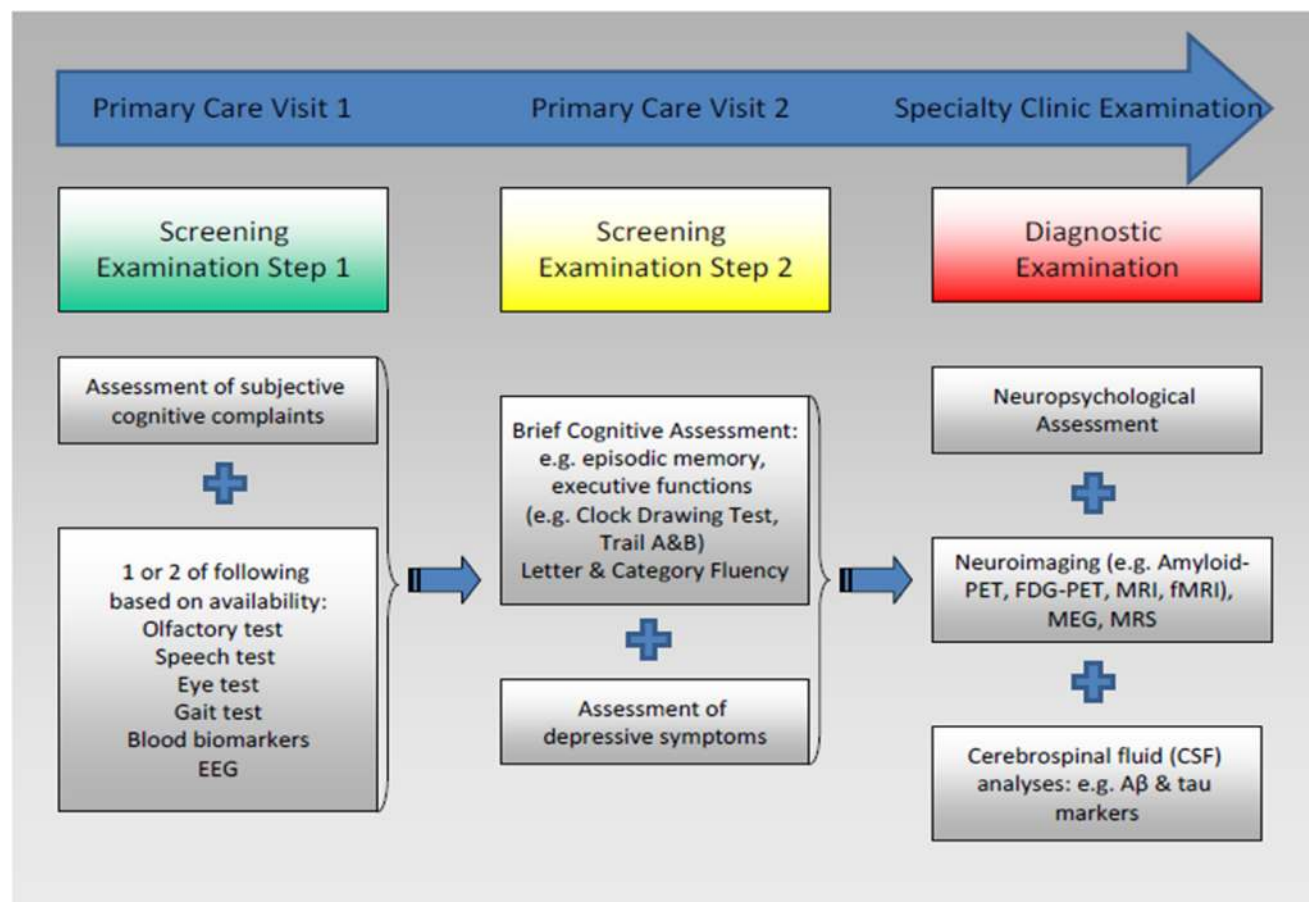 Primary Care Visit 1
Primary Care Visit 2
Specialty Clinic Examination
Screening
Examination Step 1
Screening
Examination Step 2
Diagnostic
Examination
Assessment of subjective
cognitive complaints
1 or 2 of following
based on availability:
Olfactory test
Speech test
Eye test
Gait test
Blood biomarkers
EEG
Brief Cognitive Assessment:
e.g. episodic memory,
executive functions
(e.g. Clock Drawing Test,
Trail A&B)
Letter & Category Fluency
Assessment of
depressive symptoms
Neuropsychological
Assessment
Neuroimaging (e.g. Amyloid-
PET, FDG-PET, MRI, fMRI),
MEG, MRS
Cerebrospinal fluid (CSF)
analyses: e.g. Aβ & tau
markers